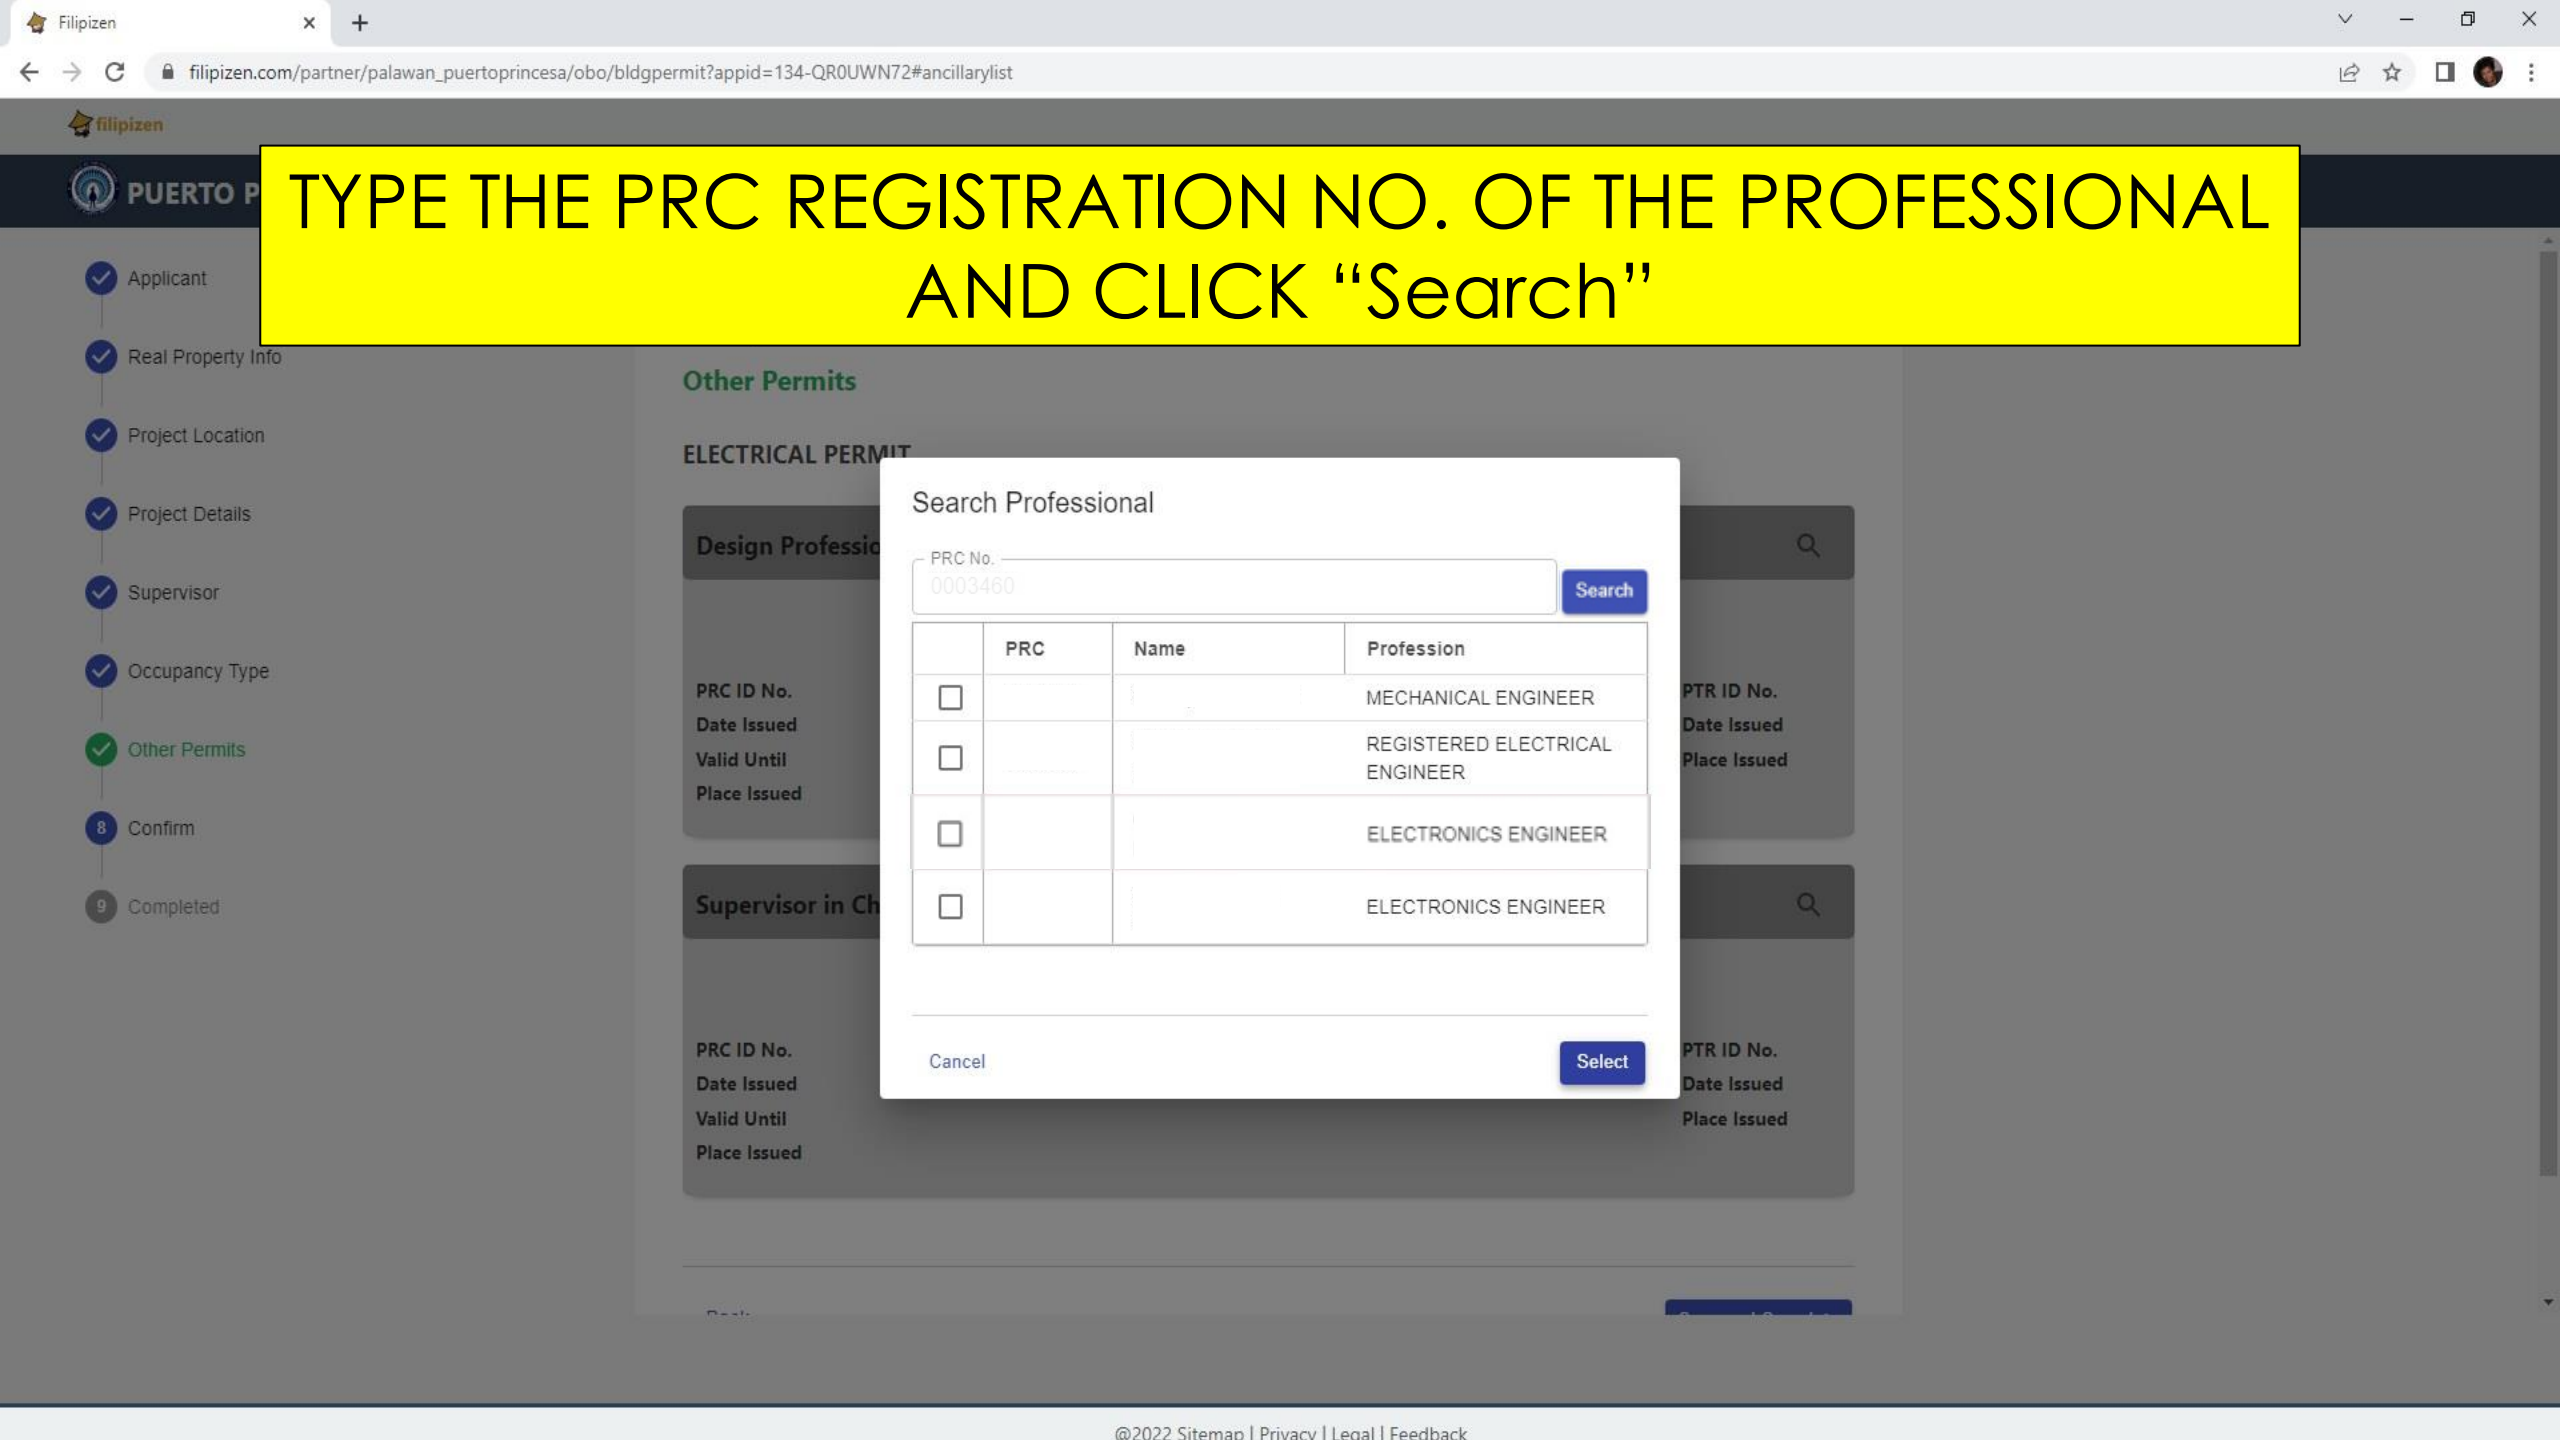 Filipizen
filipizen.com/partner/palawan_puertoprincesa/obo/bldgpermit?appid=134-QR0UWN72#ancillarylist
filipizen
PUERTO P
TYPE THE PRC REGISTRATION NO. OF THE PROFESSIONAL
AND CLICK “Search”
Applicant
Real Property Info
Project Location
Project Details
Supervisor
Occupancy Type
Other Permits
8 Confirm
9 Completed
Other Permits
ELECTRICAL PERMIT
Design Professio
PRC ID No.
Date Issued
Valid Until
Place Issued
PTR ID No.
Date Issued
Place Issued
Supervisor in Ch
PRC ID No.
Date Issued
Valid Until
Place Issued
PTR ID No.
Date Issued
Place Issued
Search Professional
PRC No.
0003460
Search
PRC Name Profession
MECHANICAL ENGINEER
REGISTERED ELECTRICAL
ENGINEER
ELECTRONICS ENGINEER
ELECTRONICS ENGINEER
Cancel
Select
@2022 Sitemap | Privacy | Legal | Feedback